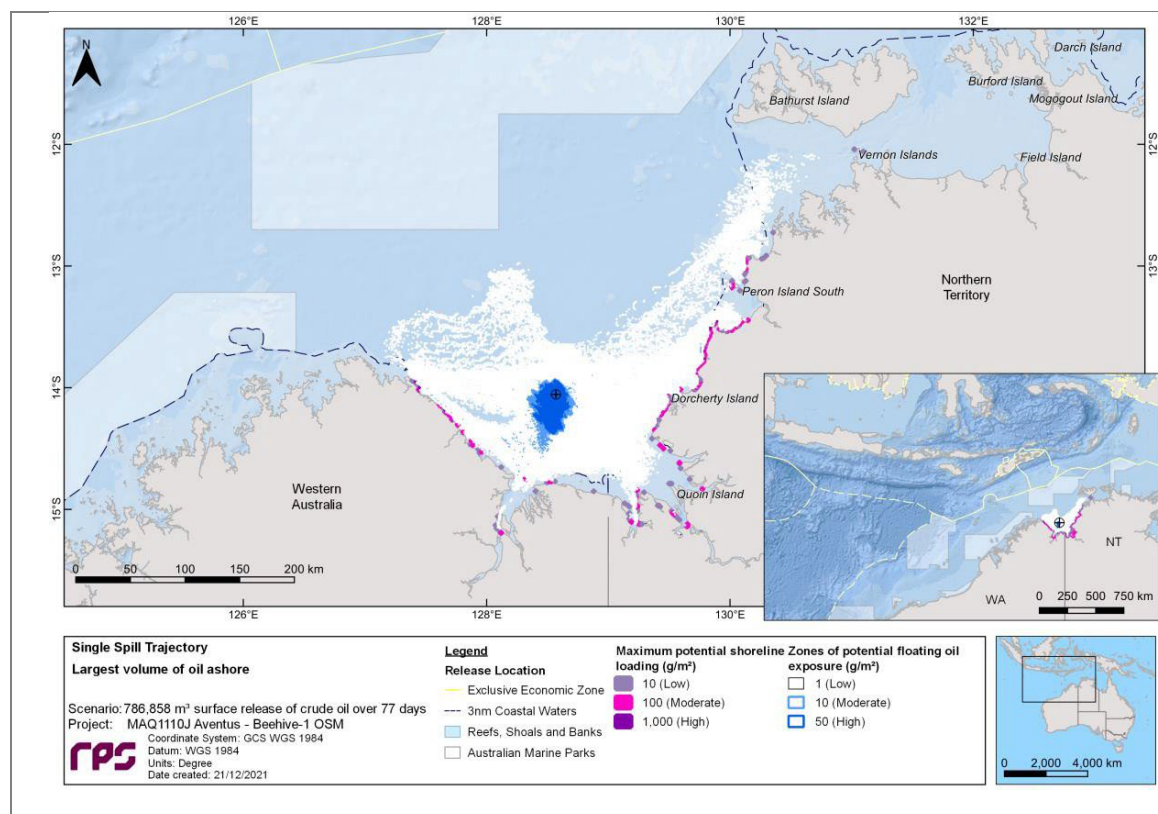 126°E
128°E
130°E
132°E
N
Darch Island
Burford Island
Bathurst Island
Mogogout Island
12°S
12°S
Vernon Islands
Field Island
13°S
13°S
Northern
Territory
Peron Island South
14°S
Dorcherty Island
Western
Australia
Quoin Island
15°S
0 50 100 150 200 km
NT
WA
0 250 500 750 km
126°E
128°E
130°E
Single Spill Trajectory
Largest volume of oil ashore
Scenario: 786,858 m³ surface release of crude oil over 77 days
Project: MAQ1110J Aventus - Beehive-1 OSM
rps
Coordinate System: GCS WGS 1984
Datum: WGS 1984
Units: Degree
Date created: 21/12/2021
Legend
Release Location
Exclusive Economic Zone
3nm Coastal Waters
Reefs, Shoals and Banks
Australian Marine Parks
Maximum potential shoreline
loading (g/m²)
10 (Low)
100 (Moderate)
1,000 (High)
Zones of potential floating oil
exposure (g/m²)
1 (Low)
10 (Moderate)
50 (High)
0 2,000 4,000
km